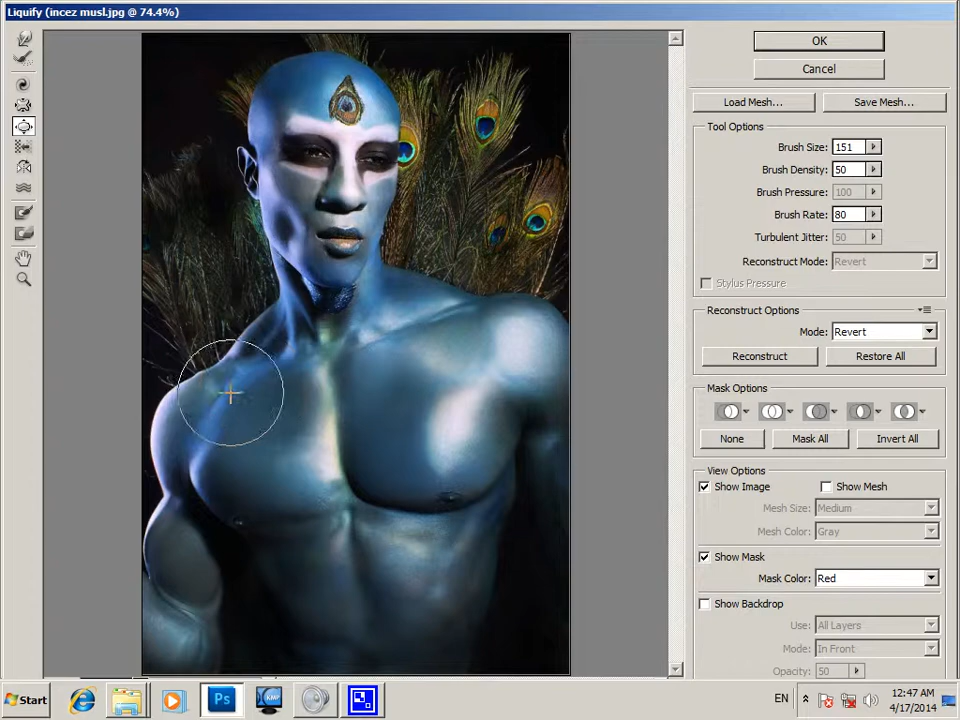 Liquify (incez musl.jpg @ 74.4%)
OK
Cancel
Load Mesh...
Save Mesh...
Tool Options
Brush Size: 151
Brush Density: 50
Brush Pressure: 100
Brush Rate: 80
Turbulent Jitter: 50
Reconstruct Mode: Revert
Stylus Pressure
Reconstruct Options
Mode: Revert
Reconstruct
Restore All
Mask Options
None
Mask All
Invert All
View Options
Show Image
Show Mesh
Mesh Size: Medium
Mesh Color: Gray
Show Mask
Mask Color: Red
Show Backdrop
Use: All Layers
Mode: In Front
Opacity: 50
Start
Ps
KMP
EN
12:47 AM
4/17/2014